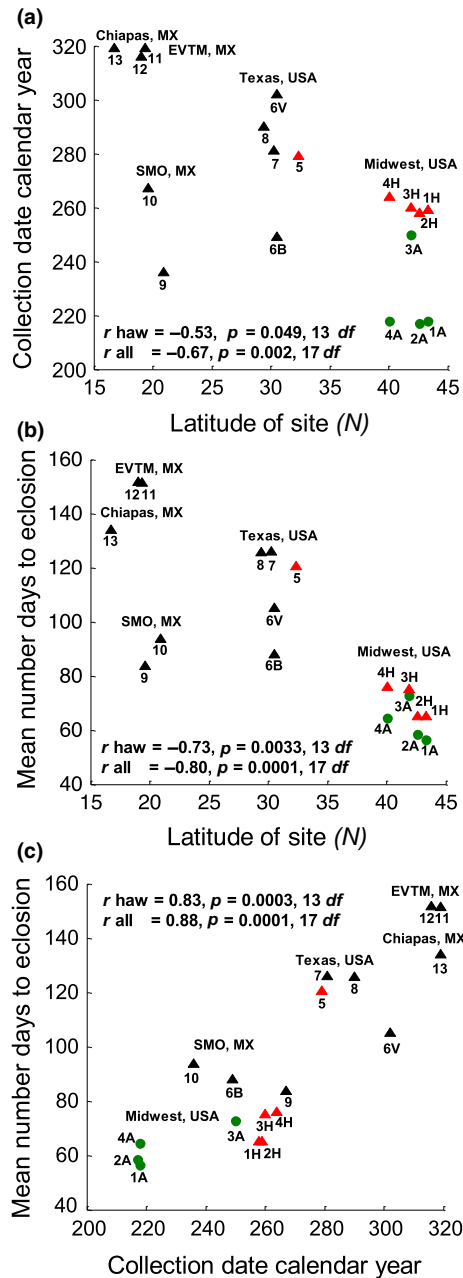 (a)
Chiapas, MX
EVTM, MX
13
12
11
Texas, USA
6V
8
7
5
SMO, MX
10
9
6B
Midwest, USA
4H
3H
1H
2H
3A
4A
2A
1A
r haw = –0.53, p = 0.049, 13 df
r all = –0.67, p = 0.002, 17 df
320
300
280
260
240
220
200
15 20 25 30 35 40 45
Collection date calendar year
Latitude of site (N)
(b)
EVTM, MX
12 11
Chiapas, MX
13
Texas, USA
8
7
5
SMO, MX
10
9
6V
6B
Midwest, USA
4H
3H
2H
1H
3A
4A
2A
1A
r haw = –0.73, p = 0.0033, 13 df
r all = –0.80, p = 0.0001, 17 df
160
140
120
100
80
60
40
15 20 25 30 35 40 45
Mean number days to eclosion
Latitude of site (N)
(c)
r haw = 0.83, p = 0.0003, 13 df
r all = 0.88, p = 0.0001, 17 df
EVTM, MX
12 11
Chiapas, MX
13
Texas, USA
7
5
8
6V
SMO, MX
10
6B
9
Midwest, USA
4A
2A
1A
3A
3H
4H
1H
2H
160
140
120
100
80
60
40
200 220 240 260 280 300 320
Mean number days to eclosion
Collection date calendar year